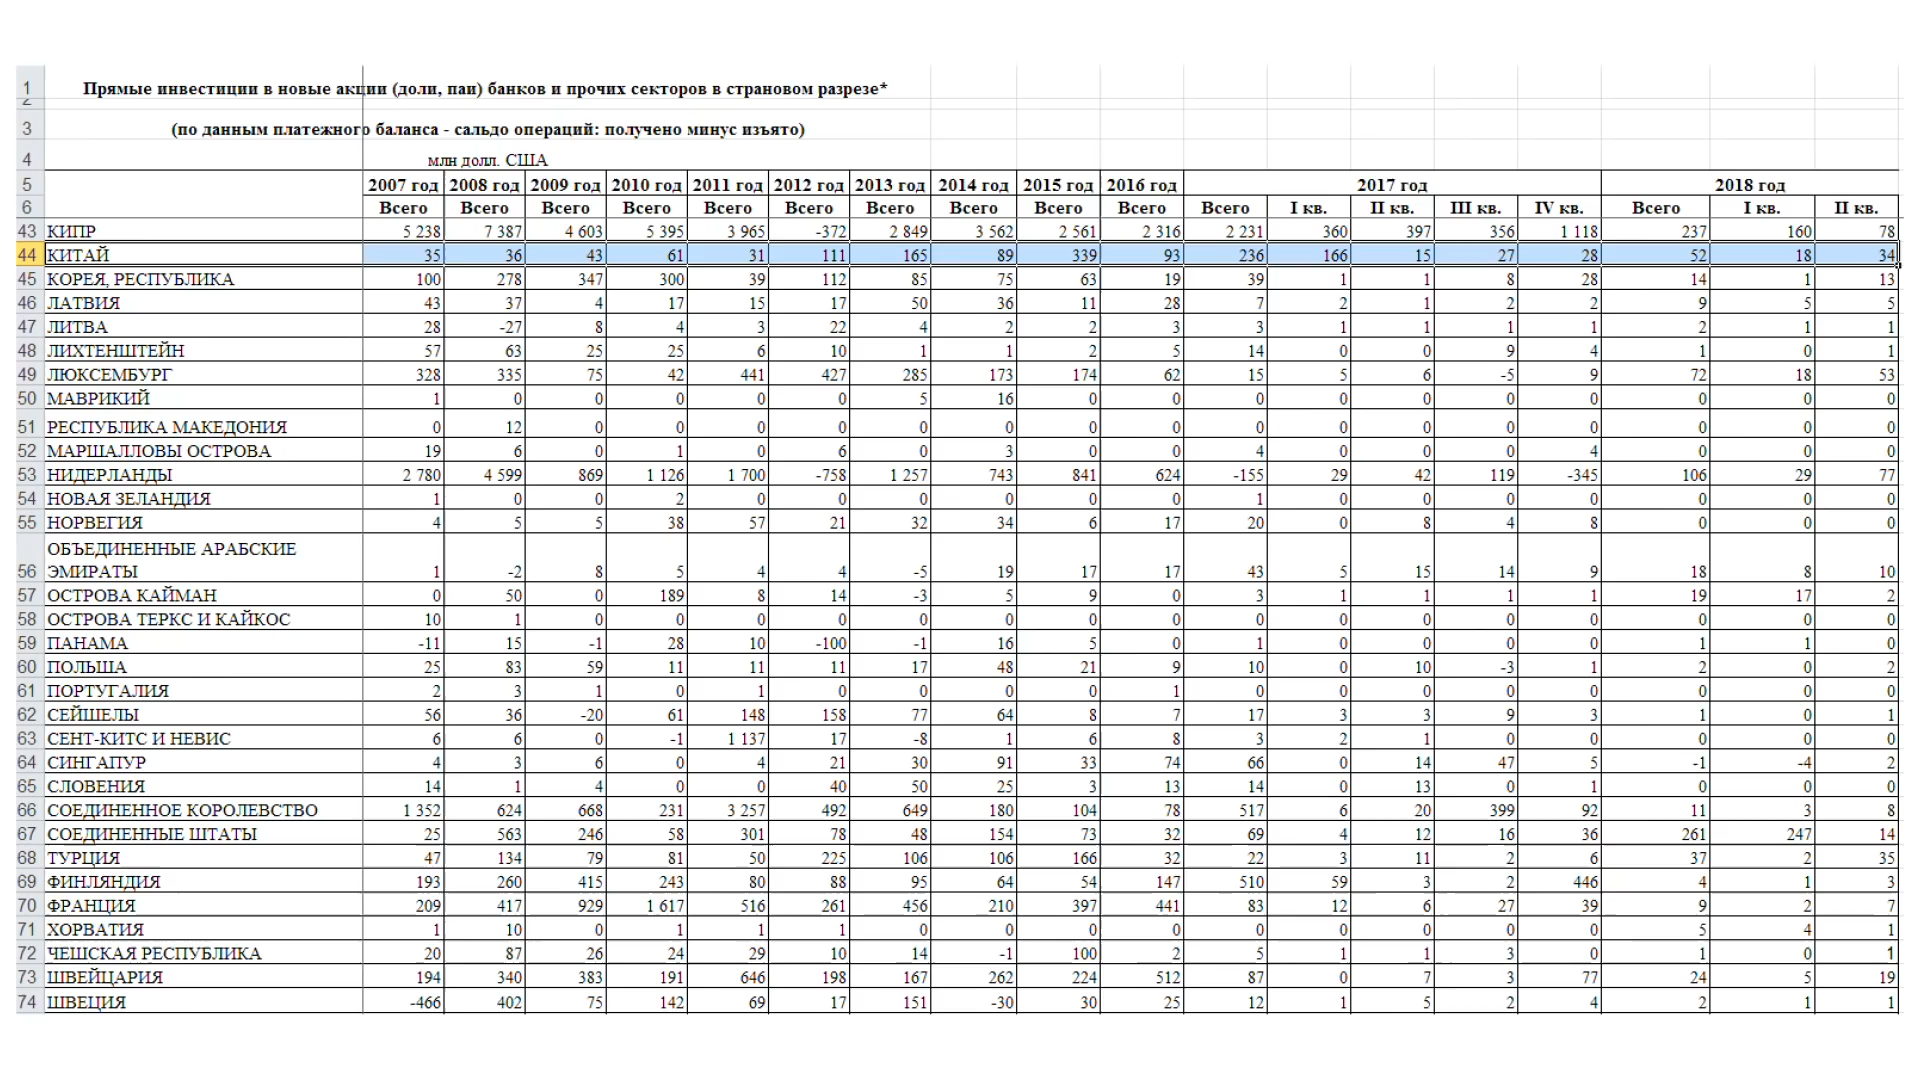 1 Прямые инвестиции в новые акции (доли, паи) банков и прочих секторов в страновом разрезе*
2
3 (по данным платежного баланса - сальдо операций: получено минус изъято)
4 млн долл. США
5 2007 год 2008 год 2009 год 2010 год 2011 год 2012 год 2013 год 2014 год 2015 год 2016 год 2017 год 2018 год
6 Всего Всего Всего Всего Всего Всего Всего Всего Всего Всего Всего I кв. II кв. III кв. IV кв. Всего I кв. II кв.
43 КИПР 5 238 7 387 4 603 5 395 3 965 -372 2 849 3 562 2 561 2 316 2 231 360 397 356 1 118 237 160 78
44 КИТАЙ 35 36 43 61 31 111 165 89 339 93 236 166 15 27 28 52 18 34
45 КОРЕЯ, РЕСПУБЛИКА 100 278 347 300 39 112 85 75 63 19 39 1 1 8 28 14 1 13
46 ЛАТВИЯ 43 37 4 17 15 17 50 36 11 28 7 2 1 2 2 9 5 5
47 ЛИТВА 28 -27 8 4 3 22 4 2 2 3 3 1 1 1 1 2 1 1
48 ЛИХТЕНШТЕЙН 57 63 25 25 6 10 1 1 2 5 14 0 0 9 4 1 0 1
49 ЛЮКСЕМБУРГ 328 335 75 42 441 427 285 173 174 62 15 5 6 -5 9 72 18 53
50 МАВРИКИЙ 1 0 0 0 0 0 5 16 0 0 0 0 0 0 0 0 0 0
51 РЕСПУБЛИКА МАКЕДОНИЯ 0 12 0 0 0 0 0 0 0 0 0 0 0 0 0 0 0 0
52 МАРШАЛЛОВЫ ОСТРОВА 19 6 0 1 0 6 0 3 0 0 4 0 0 0 4 0 0 0
53 НИДЕРЛАНДЫ 2 780 4 599 869 1 126 1 700 -758 1 257 743 841 624 -155 29 42 119 -345 106 29 77
54 НОВАЯ ЗЕЛАНДИЯ 1 0 0 2 0 0 0 0 0 0 1 0 0 0 0 0 0 0
55 НОРВЕГИЯ 4 5 5 38 57 21 32 34 6 17 20 0 8 4 8 0 0 0
ОБЪЕДИНЕННЫЕ АРАБСКИЕ
56 ЭМИРАТЫ 1 -2 8 5 4 4 -5 19 17 17 43 5 15 14 9 18 8 10
57 ОСТРОВА КАЙМАН 0 50 0 189 8 14 -3 5 9 0 3 1 1 1 1 19 17 2
58 ОСТРОВА ТЕРКС И КАЙКОС 10 1 0 0 0 0 0 0 0 0 0 0 0 0 0 0 0 0
59 ПАНАМА -11 15 -1 28 10 -100 -1 16 5 0 1 0 0 0 0 1 1 0
60 ПОЛЬША 25 83 59 11 11 11 17 48 21 9 10 0 10 -3 1 2 0 2
61 ПОРТУГАЛИЯ 2 3 1 0 1 0 0 0 0 1 0 0 0 0 0 0 0 0
62 СЕЙШЕЛЫ 56 36 -20 61 148 158 77 64 8 7 17 3 3 9 3 1 0 1
63 СЕНТ-КИТС И НЕВИС 6 6 0 -1 1 137 17 -8 1 6 8 3 2 1 0 0 0 0 0
64 СИНГАПУР 4 3 6 0 4 21 30 91 33 74 66 0 14 47 5 -1 -4 2
65 СЛОВЕНИЯ 14 1 4 0 0 40 50 25 3 13 14 0 13 0 1 0 0 0
66 СОЕДИНЕННОЕ КОРОЛЕВСТВО 1 352 624 668 231 3 257 492 649 180 104 78 517 6 20 399 92 11 3 8
67 СОЕДИНЕННЫЕ ШТАТЫ 25 563 246 58 301 78 48 154 73 32 69 4 12 16 36 261 247 14
68 ТУРЦИЯ 47 134 79 81 50 225 106 106 166 32 22 3 11 2 6 37 2 35
69 ФИНЛЯНДИЯ 193 260 415 243 80 88 95 64 54 147 510 59 3 2 446 4 1 3
70 ФРАНЦИЯ 209 417 929 1 617 516 261 456 210 397 441 83 12 6 27 39 9 2 7
71 ХОРВАТИЯ 1 10 0 1 1 1 0 0 0 0 0 0 0 0 0 5 4 1
72 ЧЕШСКАЯ РЕСПУБЛИКА 20 87 26 24 29 10 14 -1 100 2 5 1 1 3 0 1 0 1
73 ШВЕЙЦАРИЯ 194 340 383 191 646 198 167 262 224 512 87 0 7 3 77 24 5 19
74 ШВЕЦИЯ -466 402 75 142 69 17 151 -30 30 25 12 1 5 2 4 2 1 1